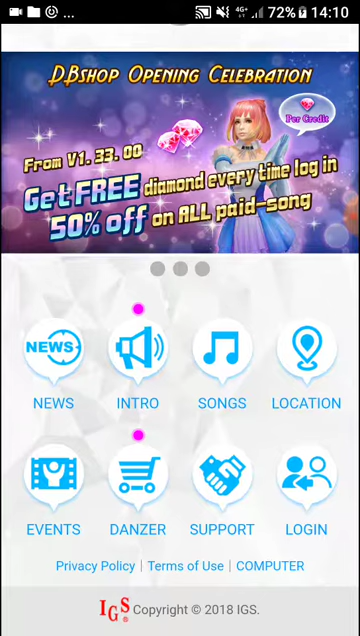 ... 4G+ 72% 14:10
DBshop Opening Celebration
Per Credit
From V1.33.00
Get FREE diamond every time log in
50% off on ALL paid-song
NEWS
NEWS INTRO SONGS LOCATION
EVENTS DANZER SUPPORT LOGIN
Privacy Policy | Terms of Use | COMPUTER
IGS® Copyright © 2018 IGS.